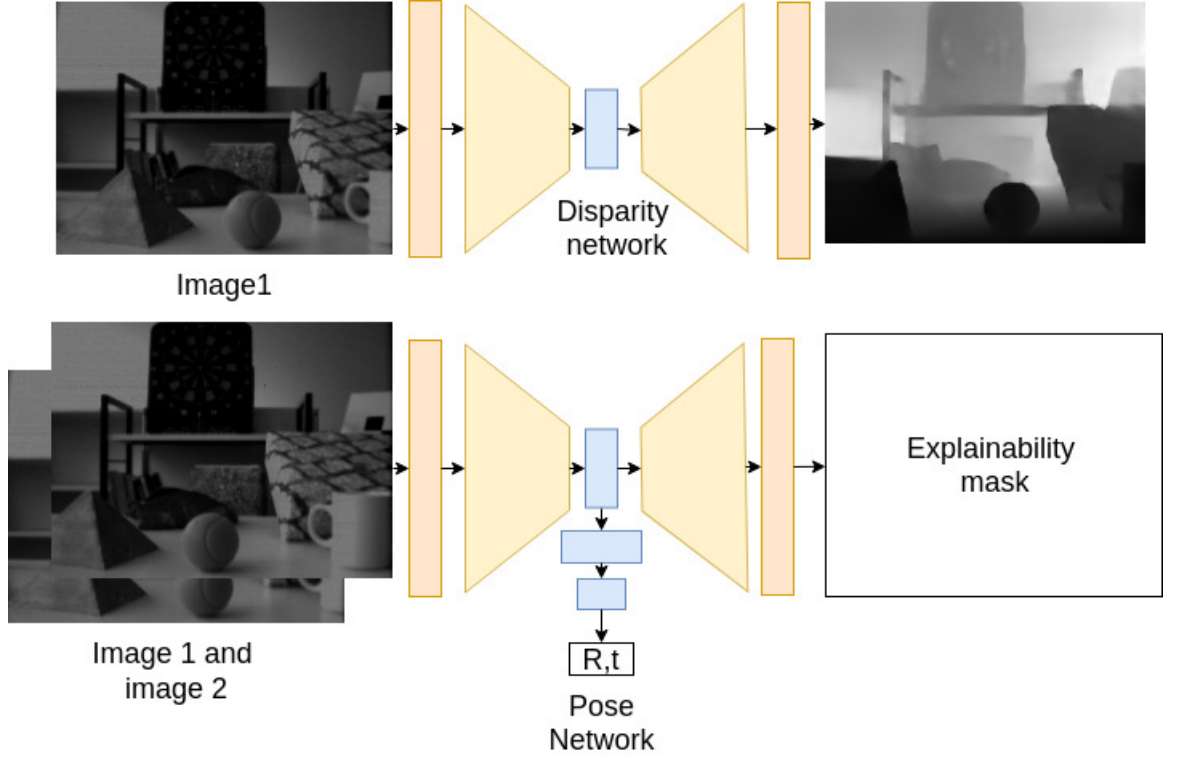 Disparity
network
Image1
Explainability
mask
Image 1 and
image 2
R,t
Pose
Network